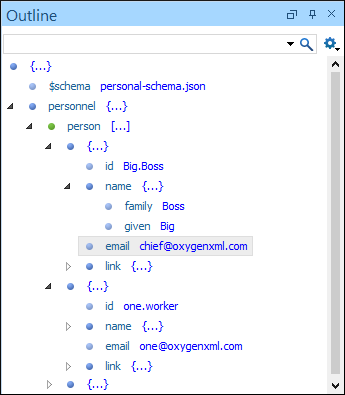 Outline
{...}
$schema personal-schema.json
personnel {...}
person [...]
{...}
id Big.Boss
name {...}
family Boss
given Big
email chief@oxygenxml.com
link {...}
{...}
id one.worker
name {...}
email one@oxygenxml.com
link {...}
{...}